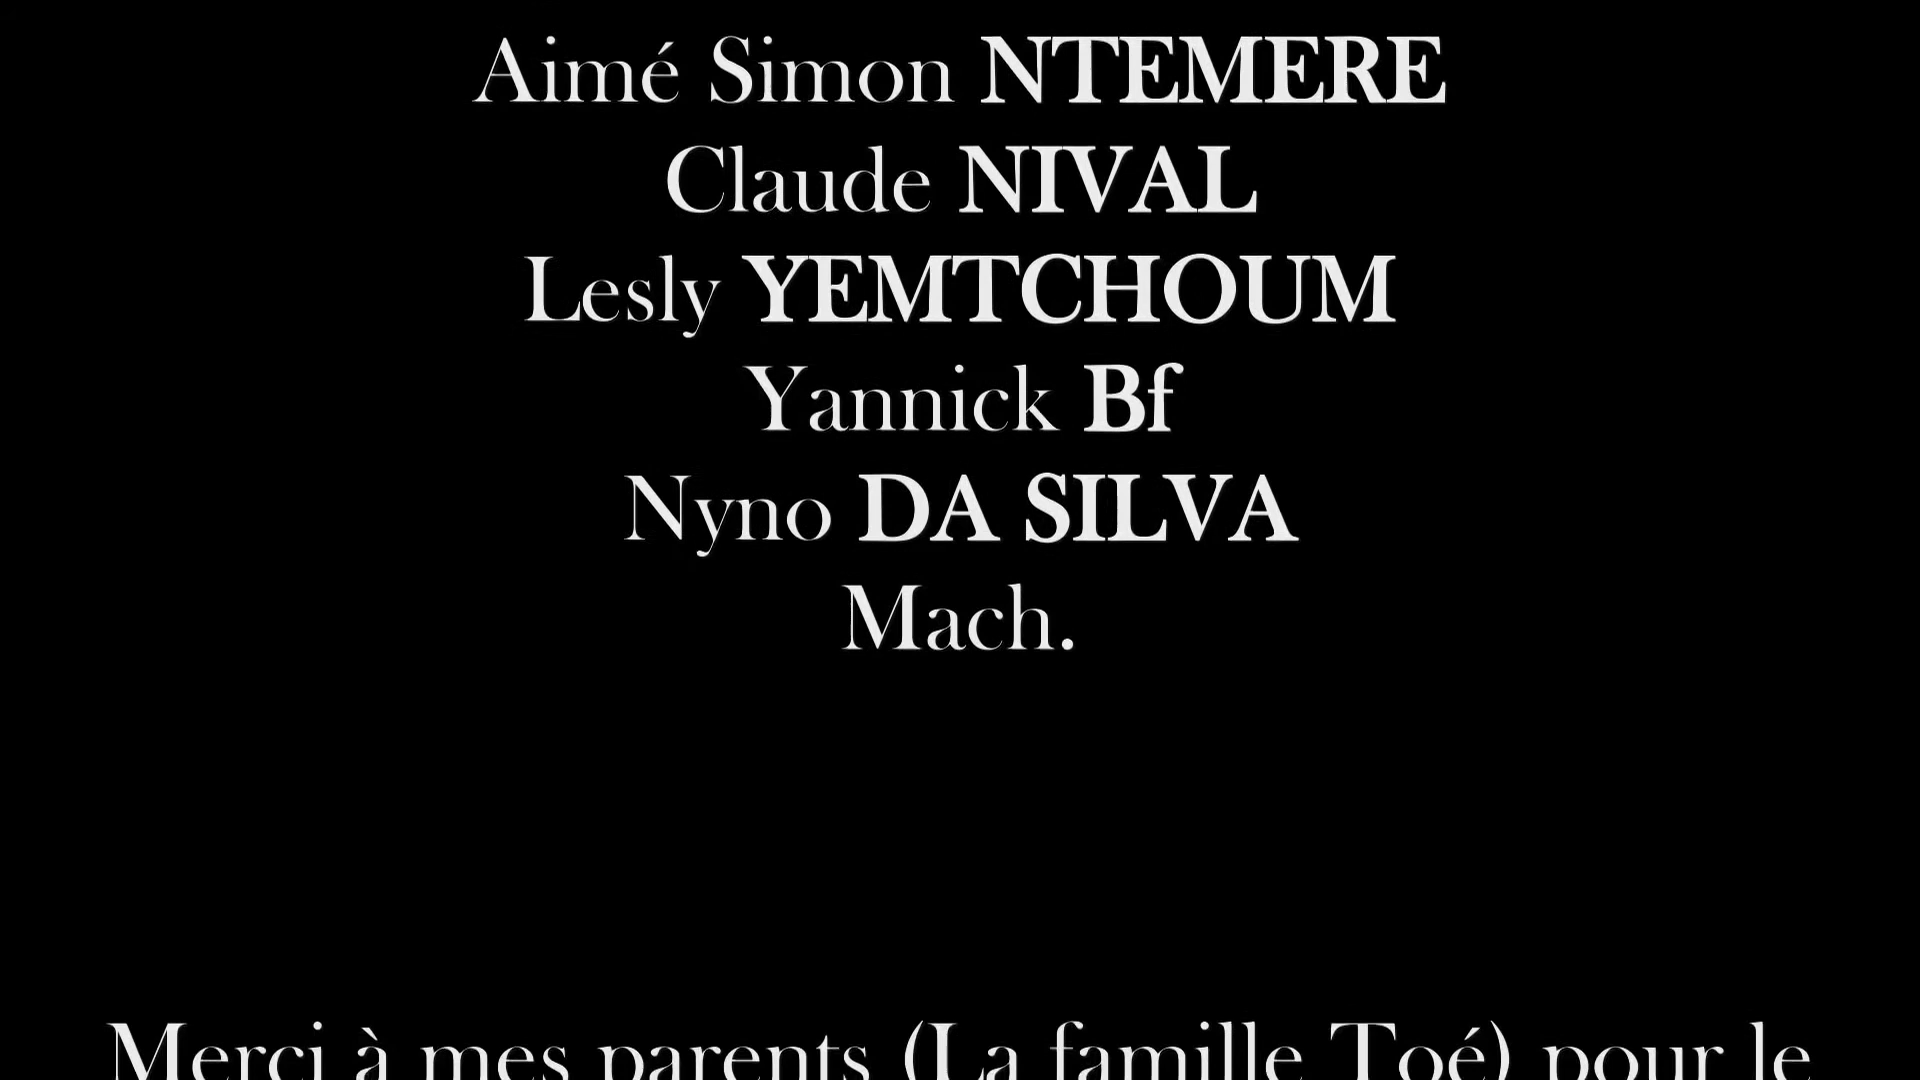 Aimé Simon NTEMERE
Claude NIVAL
Lesly YEMTCHOUM
Yannick Bf
Nyno DA SILVA
Mach.
Merci à mes parents (La famille Toé) pour le